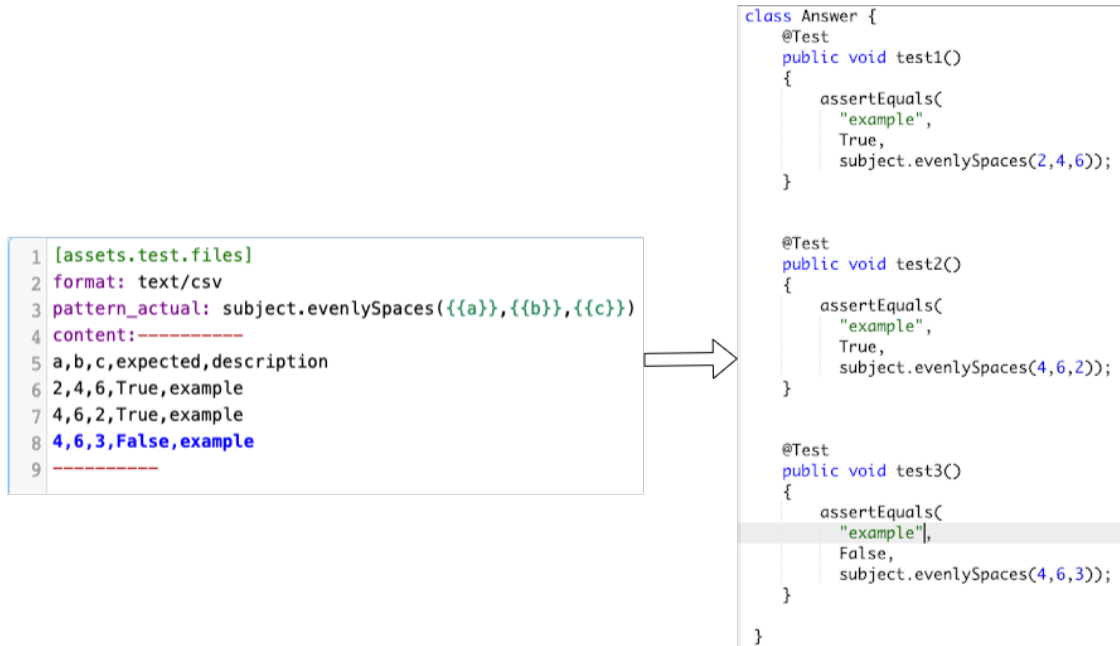 1 [assets.test.files]
2 format: text/csv
3 pattern_actual: subject.evenlySpaces({{a}},{{b}},{{c}})
4 content:----------
5 a,b,c,expected,description
6 2,4,6,True,example
7 4,6,2,True,example
8 4,6,3,False,example
9 ----------
class Answer {
@Test
public void test1()
{
assertEquals(
"example",
True,
subject.evenlySpaces(2,4,6));
}
@Test
public void test2()
{
assertEquals(
"example",
True,
subject.evenlySpaces(4,6,2));
}
@Test
public void test3()
{
assertEquals(
"example",
False,
subject.evenlySpaces(4,6,3));
}
}